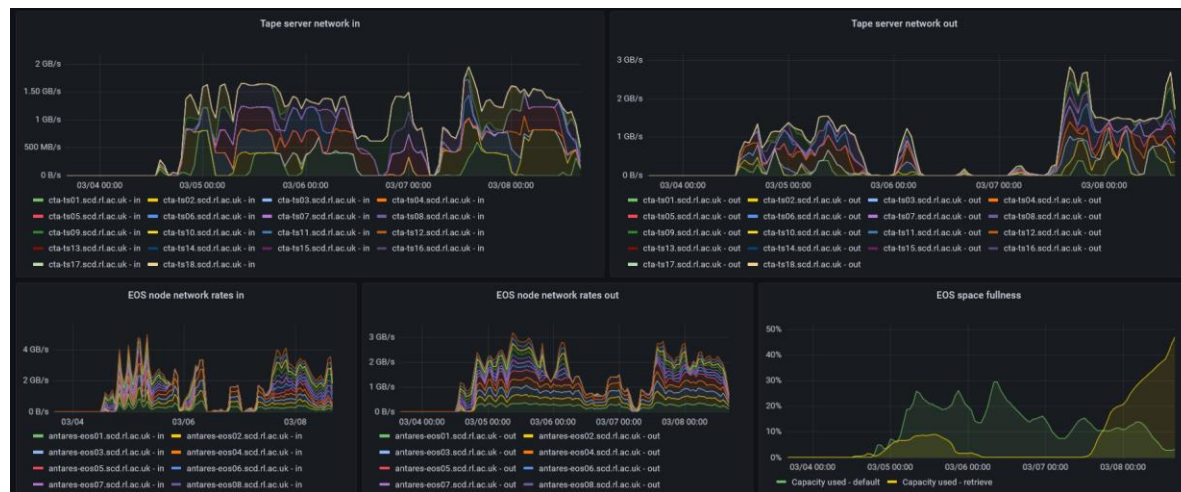 Tape server network in
2 GB/s
1.50 GB/s
1 GB/s
500 MB/s
0 B/s
03/04 00:00 03/05 00:00 03/06 00:00 03/07 00:00 03/08 00:00
cta-ts01.scd.rl.ac.uk - in cta-ts02.scd.rl.ac.uk - in cta-ts03.scd.rl.ac.uk - in cta-ts04.scd.rl.ac.uk - in
cta-ts05.scd.rl.ac.uk - in cta-ts06.scd.rl.ac.uk - in cta-ts07.scd.rl.ac.uk - in cta-ts08.scd.rl.ac.uk - in
cta-ts09.scd.rl.ac.uk - in cta-ts10.scd.rl.ac.uk - in cta-ts11.scd.rl.ac.uk - in cta-ts12.scd.rl.ac.uk - in
cta-ts13.scd.rl.ac.uk - in cta-ts14.scd.rl.ac.uk - in cta-ts15.scd.rl.ac.uk - in cta-ts16.scd.rl.ac.uk - in
cta-ts17.scd.rl.ac.uk - in cta-ts18.scd.rl.ac.uk - in
Tape server network out
3 GB/s
2 GB/s
1 GB/s
0 B/s
03/04 00:00 03/05 00:00 03/06 00:00 03/07 00:00 03/08 00:00
cta-ts01.scd.rl.ac.uk - out cta-ts02.scd.rl.ac.uk - out cta-ts03.scd.rl.ac.uk - out cta-ts04.scd.rl.ac.uk - out
cta-ts05.scd.rl.ac.uk - out cta-ts06.scd.rl.ac.uk - out cta-ts07.scd.rl.ac.uk - out cta-ts08.scd.rl.ac.uk - out
cta-ts09.scd.rl.ac.uk - out cta-ts10.scd.rl.ac.uk - out cta-ts11.scd.rl.ac.uk - out cta-ts12.scd.rl.ac.uk - out
cta-ts13.scd.rl.ac.uk - out cta-ts14.scd.rl.ac.uk - out cta-ts15.scd.rl.ac.uk - out cta-ts16.scd.rl.ac.uk - out
cta-ts17.scd.rl.ac.uk - out cta-ts18.scd.rl.ac.uk - out
EOS node network rates in
4 GB/s
2 GB/s
0 B/s
03/04 03/06 03/08
antares-eos01.scd.rl.ac.uk - in antares-eos02.scd.rl.ac.uk - in
antares-eos03.scd.rl.ac.uk - in antares-eos04.scd.rl.ac.uk - in
antares-eos05.scd.rl.ac.uk - in antares-eos06.scd.rl.ac.uk - in
antares-eos07.scd.rl.ac.uk - in antares-eos08.scd.rl.ac.uk - in
EOS node network rates out
3 GB/s
2 GB/s
1 GB/s
0 B/s
03/04 00:00 03/05 00:00 03/06 00:00 03/07 00:00 03/08 00:00
antares-eos01.scd.rl.ac.uk - out antares-eos02.scd.rl.ac.uk - out
antares-eos03.scd.rl.ac.uk - out antares-eos04.scd.rl.ac.uk - out
antares-eos05.scd.rl.ac.uk - out antares-eos06.scd.rl.ac.uk - out
antares-eos07.scd.rl.ac.uk - out antares-eos08.scd.rl.ac.uk - out
EOS space fullness
50%
40%
30%
20%
10%
0%
03/04 00:00 03/05 00:00 03/06 00:00 03/07 00:00 03/08 00:00
Capacity used - default Capacity used - retrieve